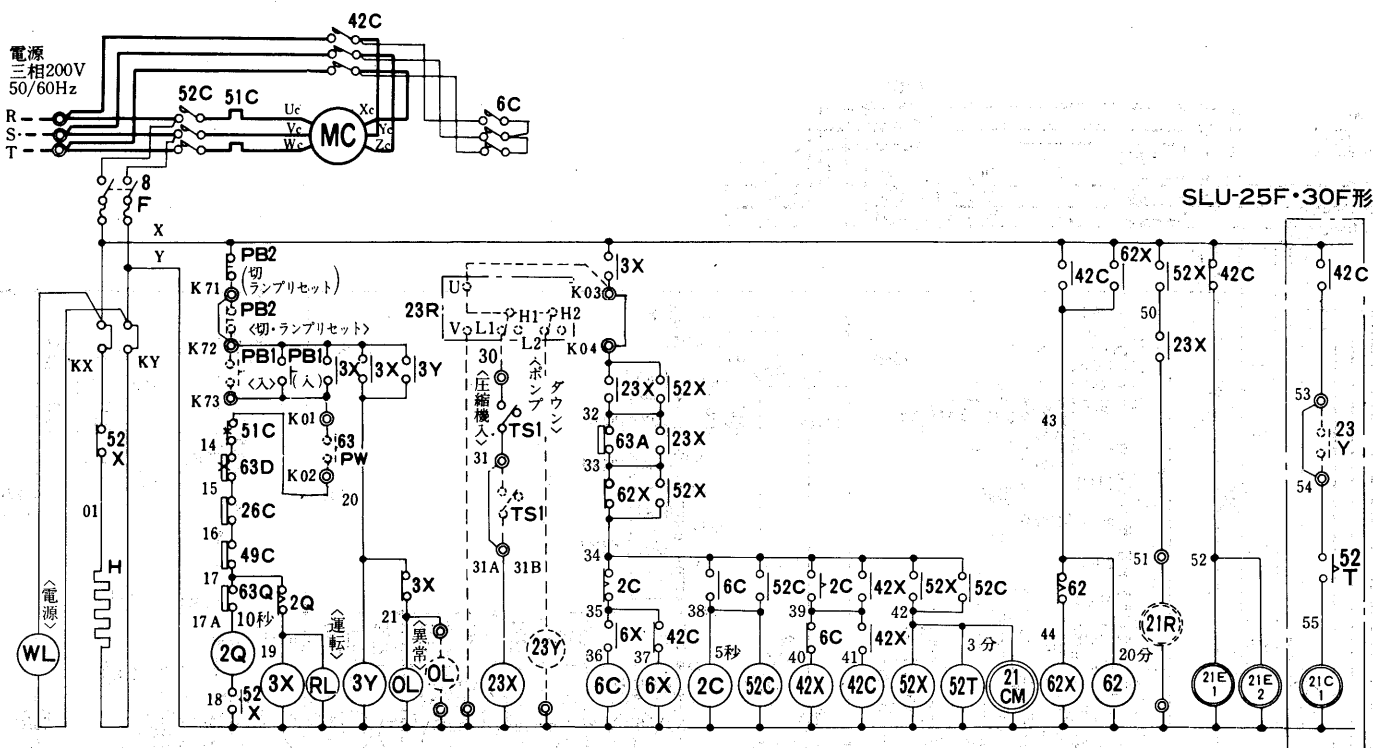 42C
電源
三相200V
50/60Hz
52C
51C
6C
R
S
T
Uc
Vc
Wc
MC
Xc
Yc
Zc
8
F
SLU-25F・30F形
X
Y
PB2
(切
ランプリセット)
K71
PB2
〈切・ランプリセット〉
K72
PB1
〈入〉
PB1
(入)
3X
3X
3Y
K73
KX
KY
52
X
01
H
〈電源〉
WL
51C
14
63D
15
26C
16
49C
17
63Q
17A
10秒
2Q
2Q
18
52
X
19
K01
63
PW
K02
20
〈運転〉
3X
RL
3Y
3X
21
〈異常〉
OL
OL
23R
U
V
L1
H1
L2
H2
30
〈圧縮機入〉
〈ポンプ
ダウン〉
TS1
31
TS1
31A
31B
23X
23Y
3X
K03
K04
23X
52X
32
63A
23X
33
62X
52X
34
2C
35
6X
42C
36
37
6C
6X
6C
52C
38
5秒
2C
52C
2C
42X
39
6C
42X
40
41
42X
42C
52X
52C
42
3分
52X
52T
21
CM
42C
62X
43
62
44
20分
62X
62
52X
50
23X
51
21R
42C
52
21E
1
21E
2
42C
53
23
Y
54
52
T
55
21C
1